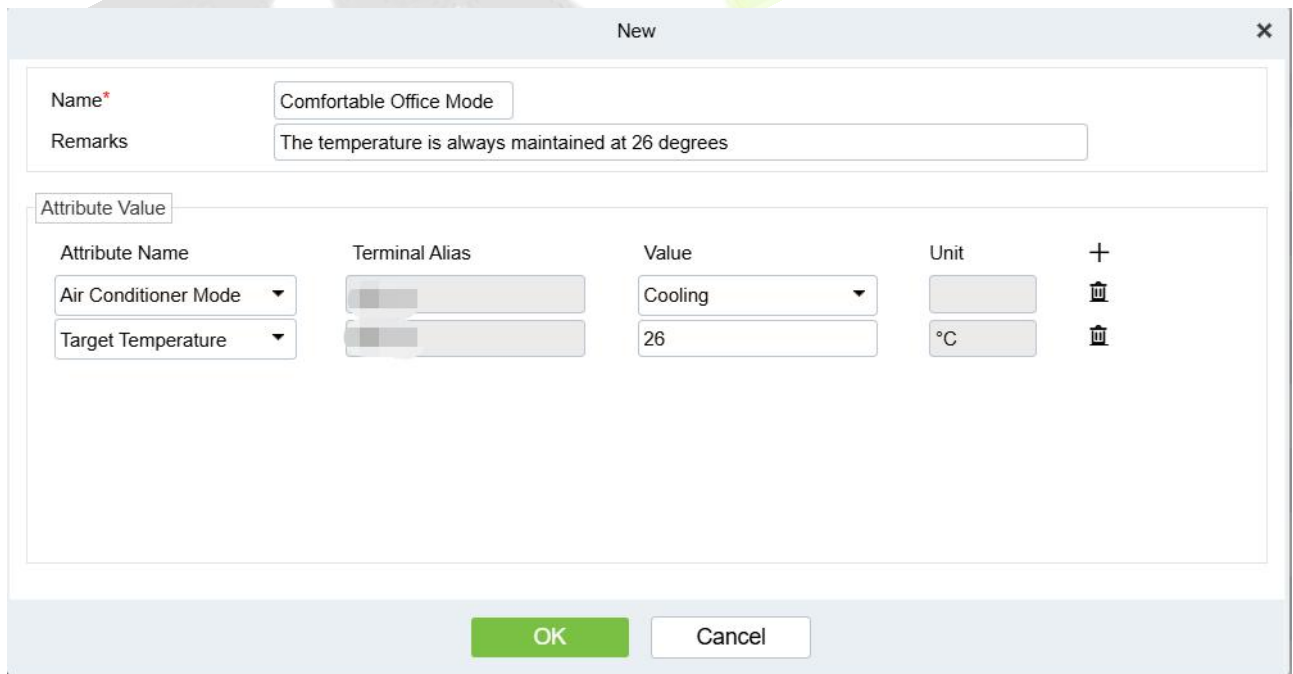 New
Name* Comfortable Office Mode
Remarks The temperature is always maintained at 26 degrees
Attribute Value
Attribute Name Terminal Alias Value Unit
Air Conditioner Mode Cooling
Target Temperature 26 °C
OK Cancel